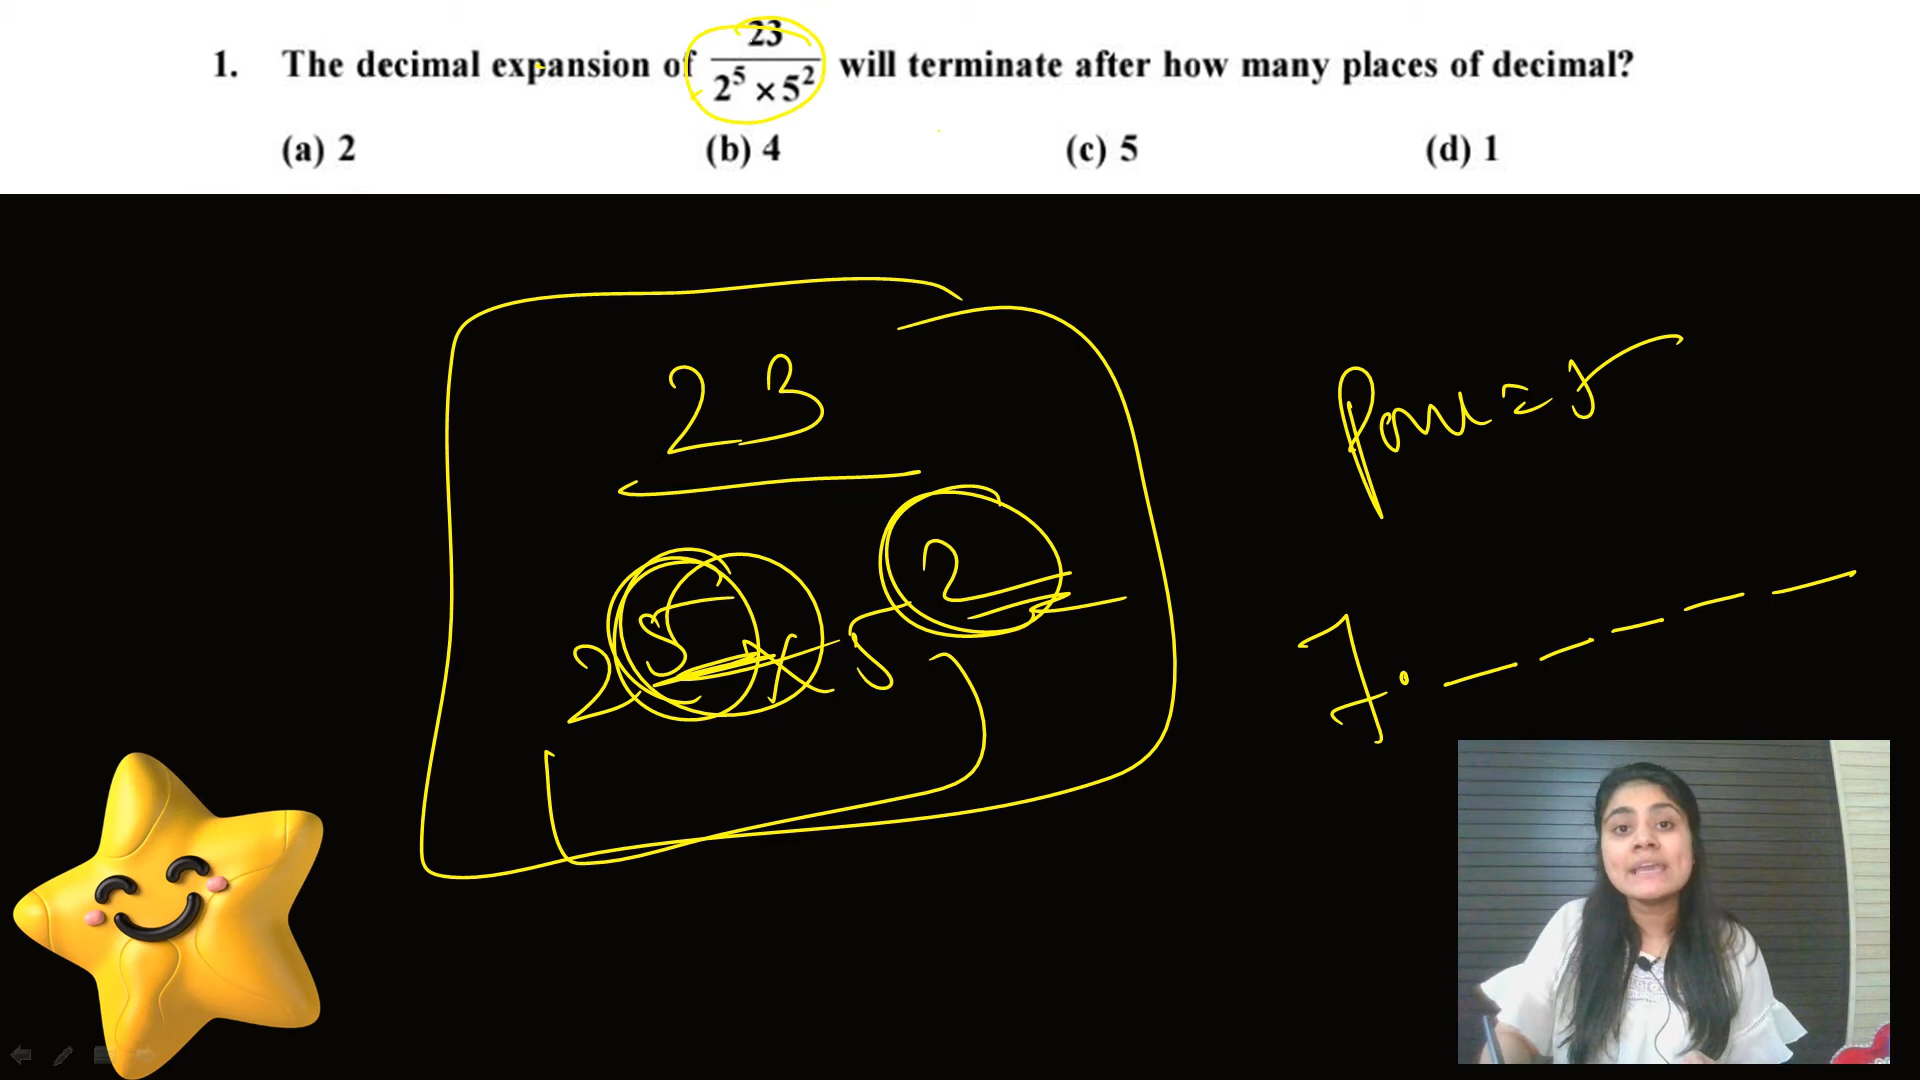 1. The decimal expansion of 23 / 2⁵ × 5² will terminate after how many places of decimal?
(a) 2 (b) 4 (c) 5 (d) 1
23
2⁵ × 5²
= 5
7. _ _ _ _ _ _